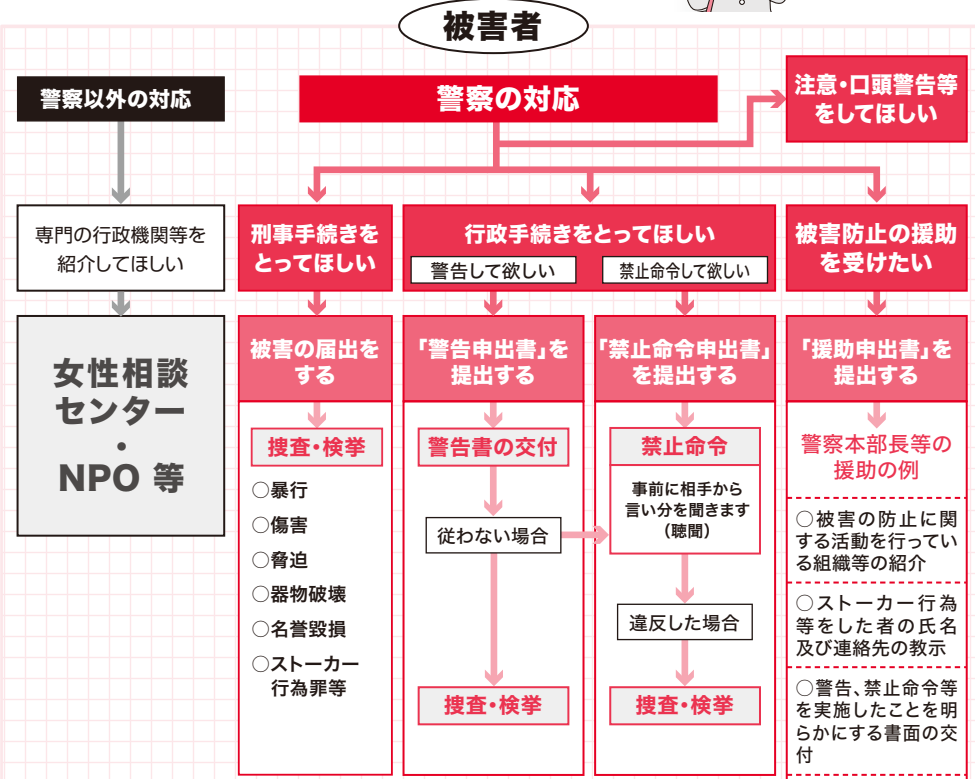 被害者
警察以外の対応
警察の対応
注意・口頭警告等
をしてほしい
専門の行政機関等を
紹介してほしい
刑事手続きを
とってほしい
行政手続きをとってほしい
警告して欲しい
禁止命令して欲しい
被害防止の援助
を受けたい
女性相談
センター
・
NPO 等
被害の届出を
する
捜査・検挙
○暴行
○傷害
○脅迫
○器物破壊
○名誉毀損
○ストーカー
行為罪等
「警告申出書」を
提出する
警告書の交付
従わない場合
捜査・検挙
「禁止命令申出書」
を提出する
禁止命令
事前に相手から
言い分を聞きます
（聴聞）
違反した場合
捜査・検挙
「援助申出書」を
提出する
警察本部長等の
援助の例
○被害の防止に関
する活動を行ってい
る組織等の紹介
○ストーカー行為
等をした者の氏名
及び連絡先の教示
○警告、禁止命令等
を実施したことを明
らかにする書面の交
付